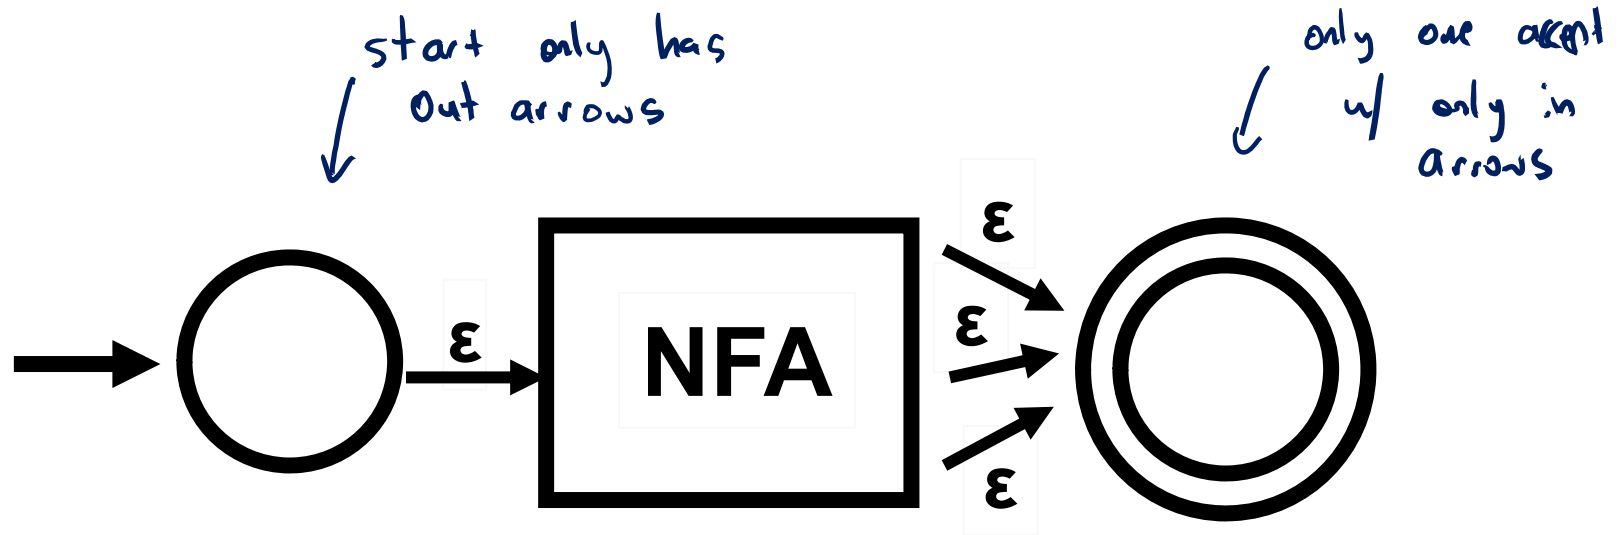 start only has
out arrows
only one accept
w/ only in
arrows
ε
ε
NFA
ε
ε